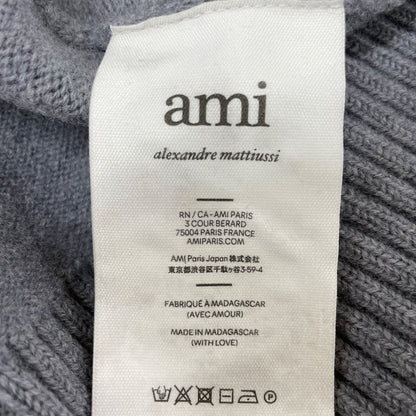 ami
alexandre mattiussi
RN / CA - AMI PARIS
3 COUR BERARD
75004 PARIS FRANCE
AMIPARIS.COM
AMI Paris Japan 株式会社
東京都渋谷区千駄ヶ谷3-59-4
FABRIQUÉ À MADAGASCAR
(AVEC AMOUR)
MADE IN MADAGASCAR
(WITH LOVE)